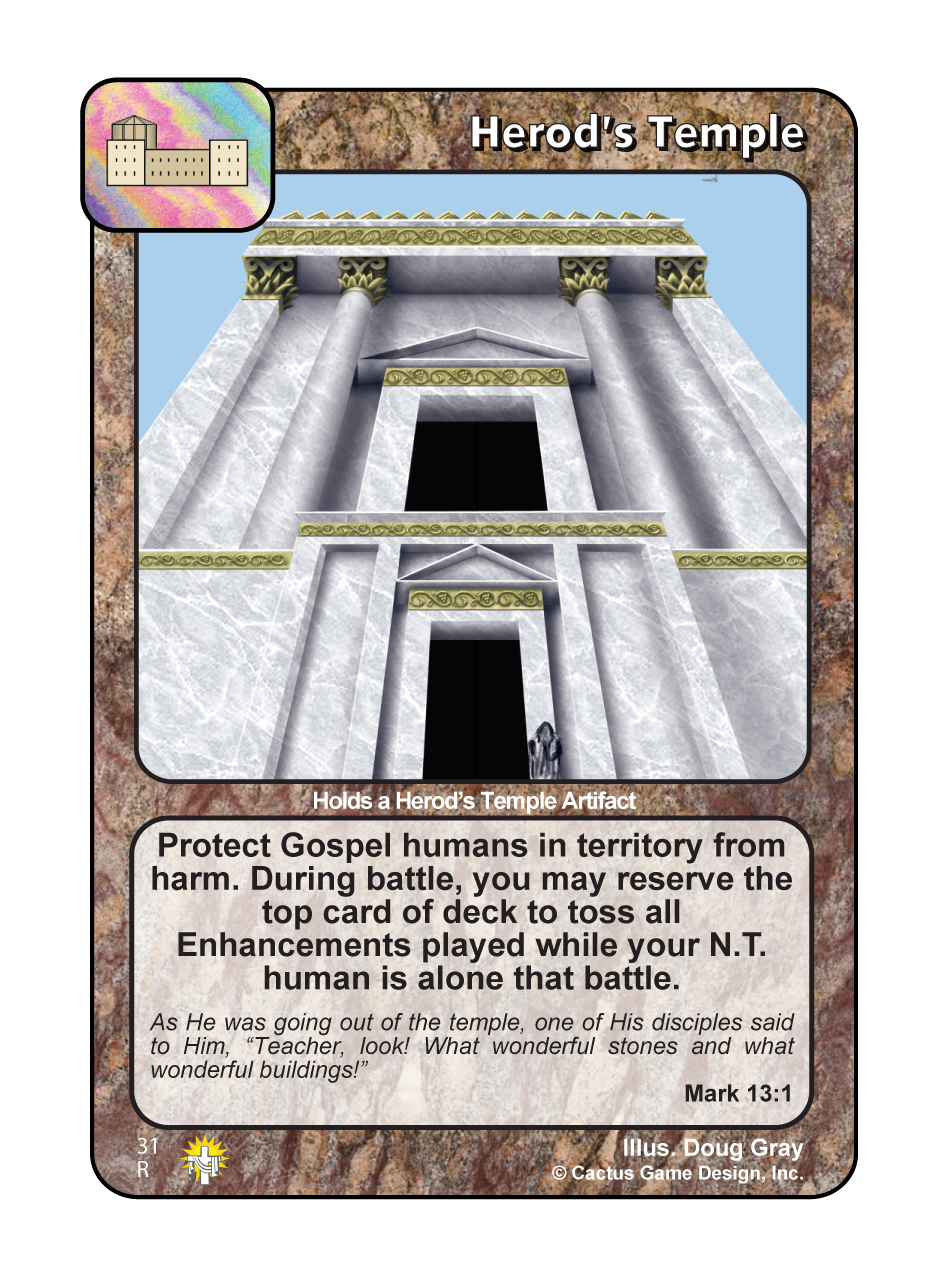 Herod's Temple
Holds a Herod's Temple Artifact
Protect Gospel humans in territory from
harm. During battle, you may reserve the
top card of deck to toss all
Enhancements played while your N.T.
human is alone that battle.
As He was going out of the temple, one of His disciples said
to Him, “Teacher, look! What wonderful stones and what
wonderful buildings!”
Mark 13:1
31
R
Illus. Doug Gray
© Cactus Game Design, Inc.